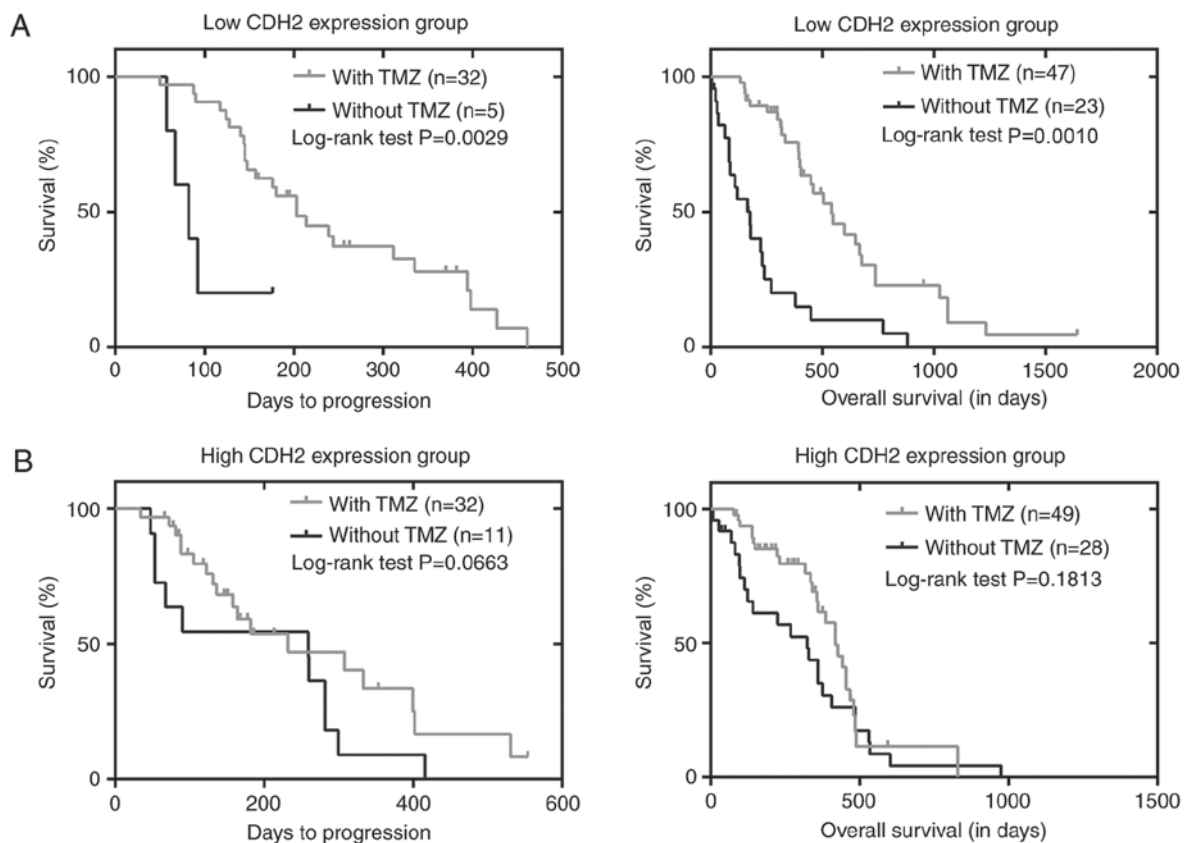 A
Low CDH2 expression group
With TMZ (n=32)
Without TMZ (n=5)
Log-rank test P=0.0029
Survival (%)
100
50
0
0 100 200 300 400 500
Days to progression
Low CDH2 expression group
With TMZ (n=47)
Without TMZ (n=23)
Log-rank test P=0.0010
Survival (%)
100
50
0
0 500 1000 1500 2000
Overall survival (in days)
B
High CDH2 expression group
With TMZ (n=32)
Without TMZ (n=11)
Log-rank test P=0.0663
Survival (%)
100
50
0
0 200 400 600
Days to progression
High CDH2 expression group
With TMZ (n=49)
Without TMZ (n=28)
Log-rank test P=0.1813
Survival (%)
100
50
0
0 500 1000 1500
Overall survival (in days)